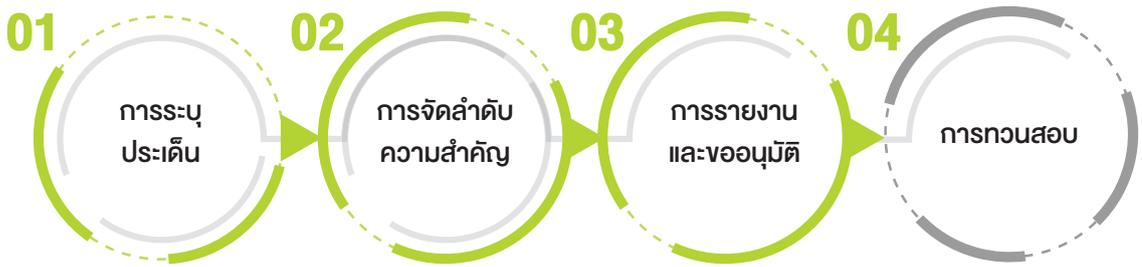 01
การระบุ
ประเด็น
02
การจัดลำดับ
ความสำคัญ
03
การรายงาน
และขออนุมัติ
04
การทวนสอบ